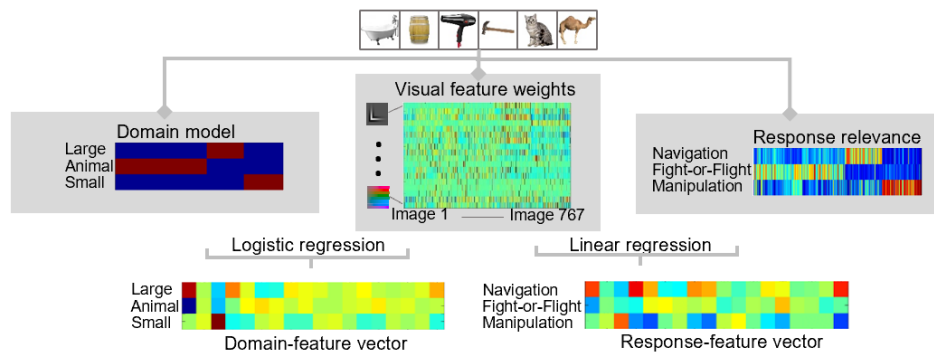 Visual feature weights
Domain model
Large
Animal
Small
Image 1
Image 767
Response relevance
Navigation
Fight-or-Flight
Manipulation
Logistic regression
Linear regression
Large
Animal
Small
Domain-feature vector
Navigation
Fight-or-Flight
Manipulation
Response-feature vector